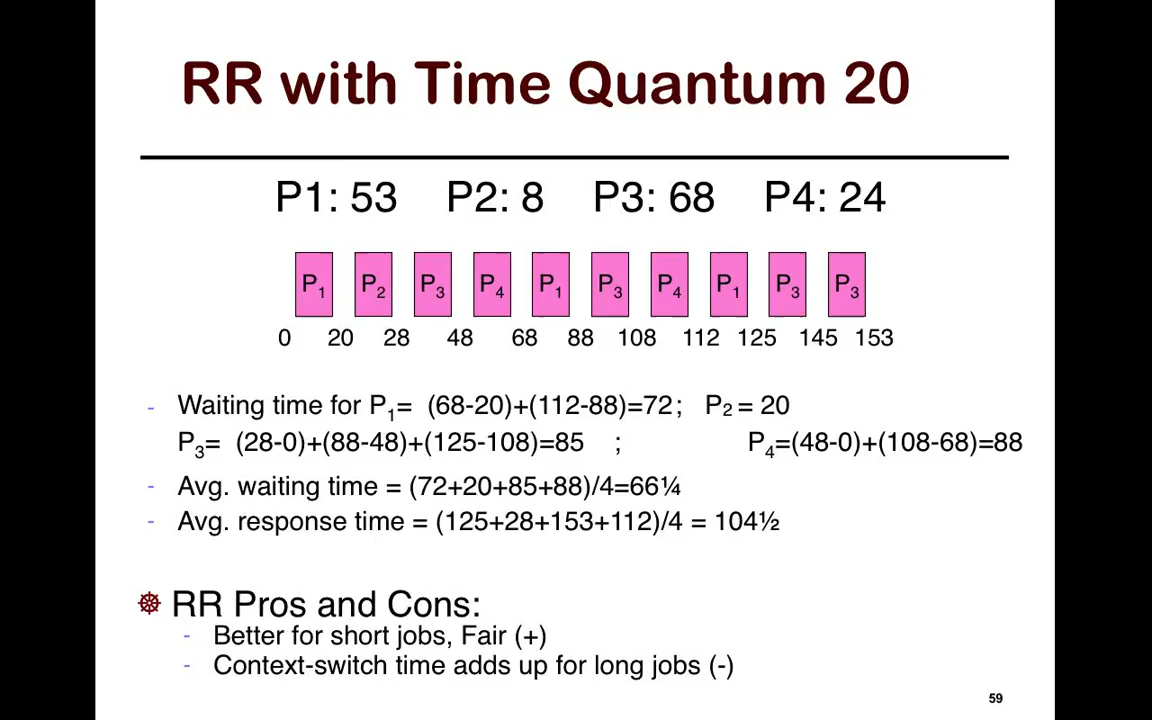 RR with Time Quantum 20
P1: 53 P2: 8 P3: 68 P4: 24
P1 P2 P3 P4 P1 P3 P4 P1 P3 P3
0 20 28 48 68 88 108 112 125 145 153
- Waiting time for P1= (68-20)+(112-88)=72; P2 = 20
P3= (28-0)+(88-48)+(125-108)=85 ; P4=(48-0)+(108-68)=88
- Avg. waiting time = (72+20+85+88)/4=66¼
- Avg. response time = (125+28+153+112)/4 = 104½
RR Pros and Cons:
- Better for short jobs, Fair (+)
- Context-switch time adds up for long jobs (-)
59